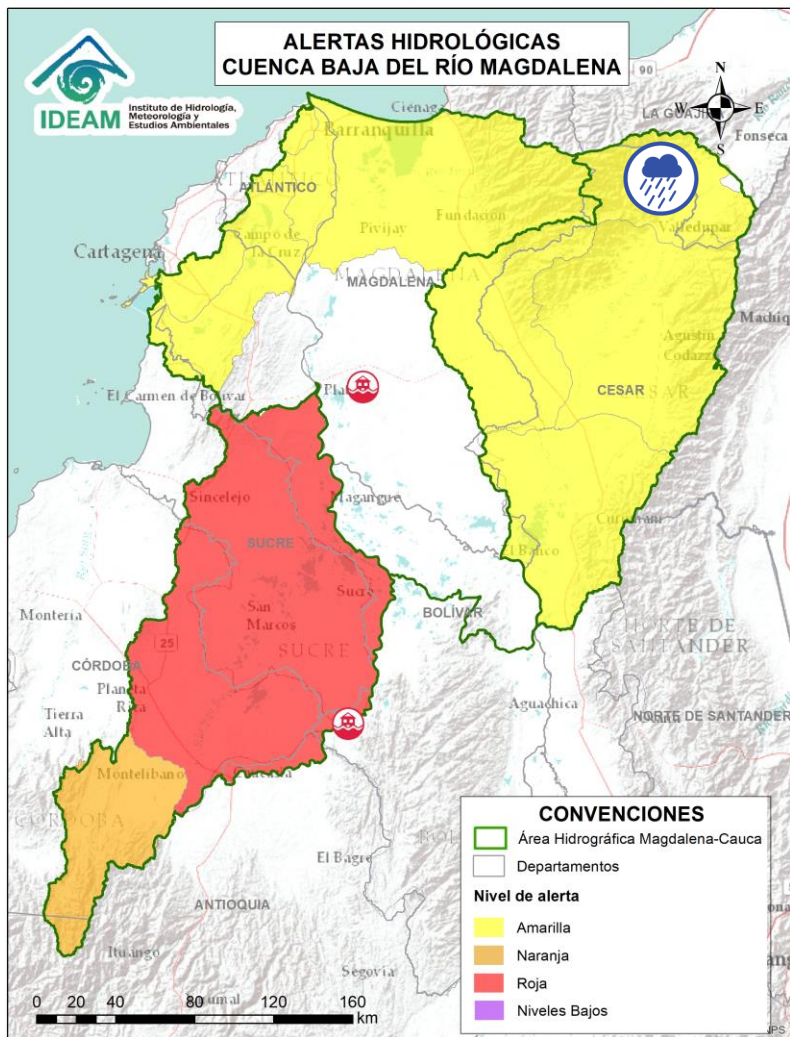 ALERTAS HIDROLÓGICAS
CUENCA BAJA DEL RÍO MAGDALENA
IDEAM
Instituto de Hidrología,
Meteorología y
Estudios Ambientales
N
W
E
S
90
LA GUAJIRA
Fonseca
Ciénaga
Barranquilla
ATLÁNTICO
Cartagena
Campo de
la Cruz
Pivijay
Fundación
Valledupar
MAGDALENA
MAGDALENA
Agustín
Codazzi
CESAR
El Carmen de Bolívar
Sincelejo
Magangué
SUCRE
El Banco
Sucre
San
Marcos
BOLÍVAR
SUCRE
Montería
25
CÓRDOBA
Planeta
Rica
Tierra
Alta
NORTE DE
SANTANDER
Aguachica
NORTE DE SANTANDER
Montelibano
CÓRDOBA
El Bagre
ANTIOQUIA
Ituango
Segovia
CONVENCIONES
Área Hidrográfica Magdalena-Cauca
Departamentos
Nivel de alerta
Amarilla
Naranja
Roja
Niveles Bajos
0 20 40 80 120 160
km